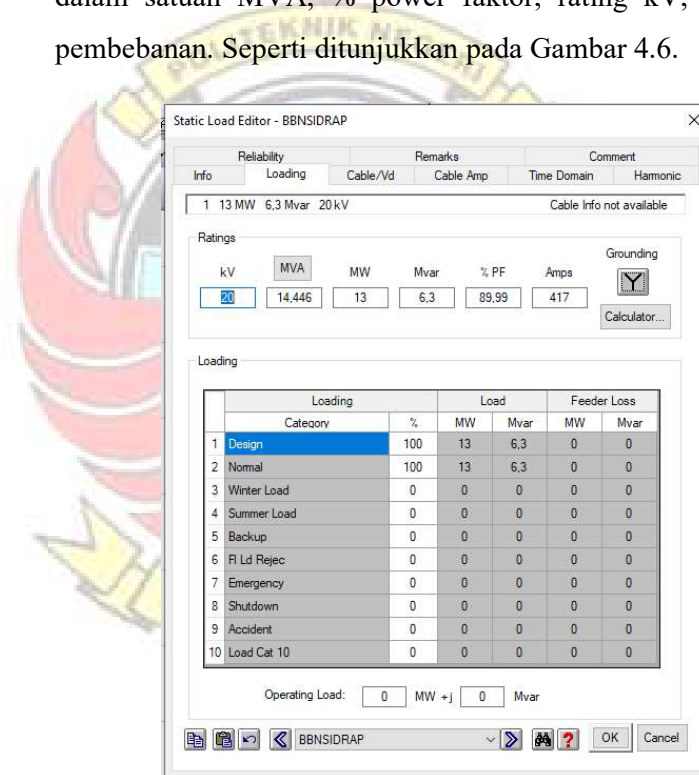 dalam satuan MVA, % power faktor, rating kV,
pembebanan. Seperti ditunjukkan pada Gambar 4.6.
TEKNIK NEGERI
Static Load Editor - BBNSIDRAP
Reliability Remarks Comment
Info Loading Cable/Vd Cable Amp Time Domain Harmonic
1 13 MW 6,3 Mvar 20 kV Cable Info not available
Ratings
Grounding
kV MVA MW Mvar % PF Amps
20 14,446 13 6,3 89,99 417
Calculator...
Loading
Loading Load Feeder Loss
Category % MW Mvar MW Mvar
1 Design 100 13 6,3 0 0
2 Normal 100 13 6,3 0 0
3 Winter Load 0 0 0 0 0
4 Summer Load 0 0 0 0 0
5 Backup 0 0 0 0 0
6 Fl Ld Rejec 0 0 0 0 0
7 Emergency 0 0 0 0 0
8 Shutdown 0 0 0 0 0
9 Accident 0 0 0 0 0
10 Load Cat 10 0 0 0 0 0
Operating Load: 0 MW +j 0 Mvar
BBNSIDRAP OK Cancel